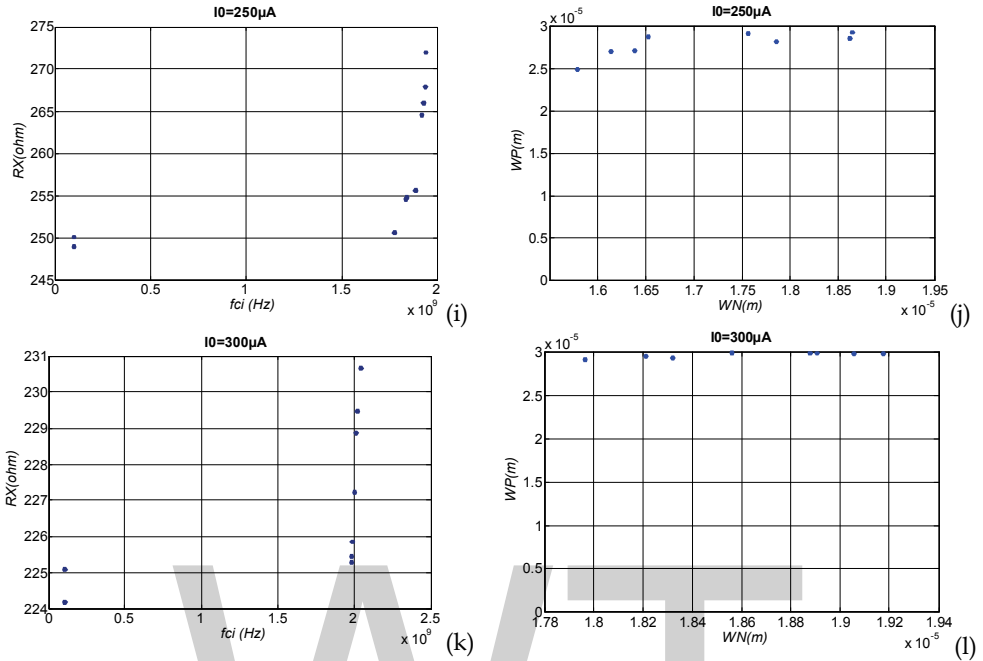 I0=250µA
275
270
265
260
255
250
245
RX(ohm)
0
0.5
1
1.5
2
fci (Hz)
x 10^9
(i)
I0=250µA
x 10^-5
3
2.5
2
1.5
1
0.5
0
WP(m)
1.6
1.65
1.7
1.75
1.8
1.85
1.9
1.95
WN(m)
x 10^-5
(j)
I0=300µA
231
230
229
228
227
226
225
224
RX(ohm)
0
0.5
1
1.5
2
2.5
fci (Hz)
x 10^9
(k)
I0=300µA
x 10^-5
3
2.5
2
1.5
1
0.5
0
WP(m)
1.78
1.8
1.82
1.84
1.86
1.88
1.9
1.92
1.94
WN(m)
x 10^-5
(l)
WT